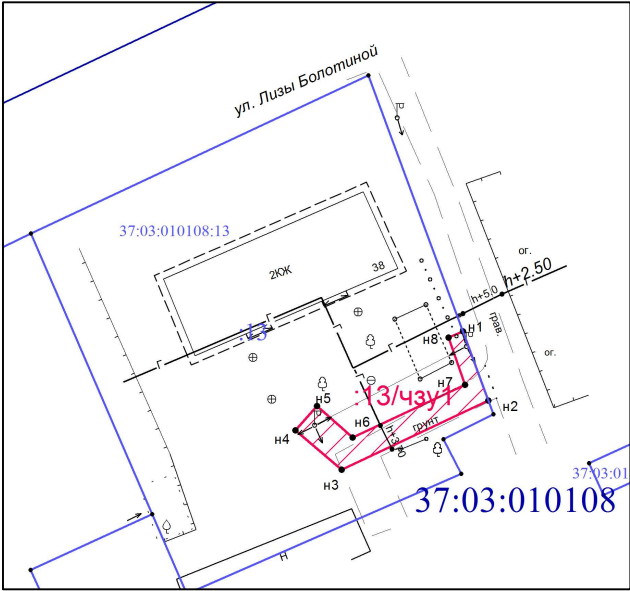 ул. Лизы Болотиной
р
37:03:010108:13
2КЖ
38
ог.
h+2.50
h+5,0
грав.
:13
н1
н8
ог.
н7
:13/чзу1
н5
н2
н4
н6
грунт
н3
37:03:01
37:03:010108
Н